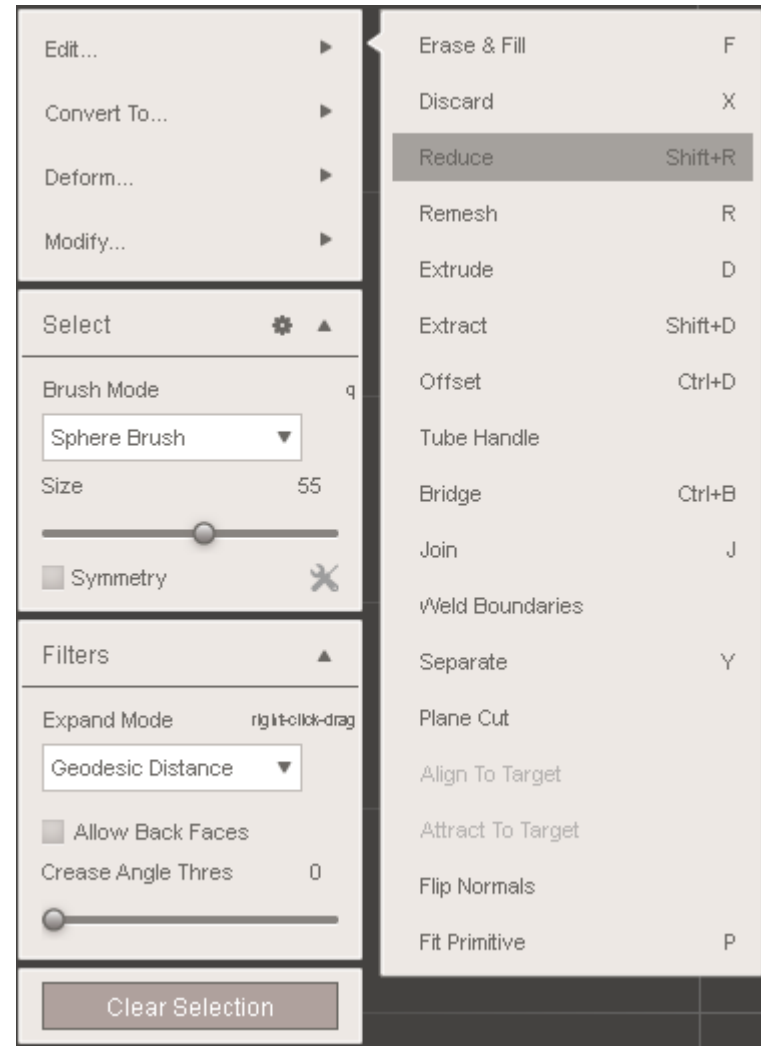 Edit...
Convert To...
Deform...
Modify...
Select
Brush Mode q
Sphere Brush
Size 55
Symmetry
Filters
Expand Mode right-click-drag
Geodesic Distance
Allow Back Faces
Crease Angle Thres 0
Clear Selection
Erase & Fill F
Discard X
Reduce Shift+R
Remesh R
Extrude D
Extract Shift+D
Offset Ctrl+D
Tube Handle
Bridge Ctrl+B
Join J
Weld Boundaries
Separate Y
Plane Cut
Align To Target
Attract To Target
Flip Normals
Fit Primitive P